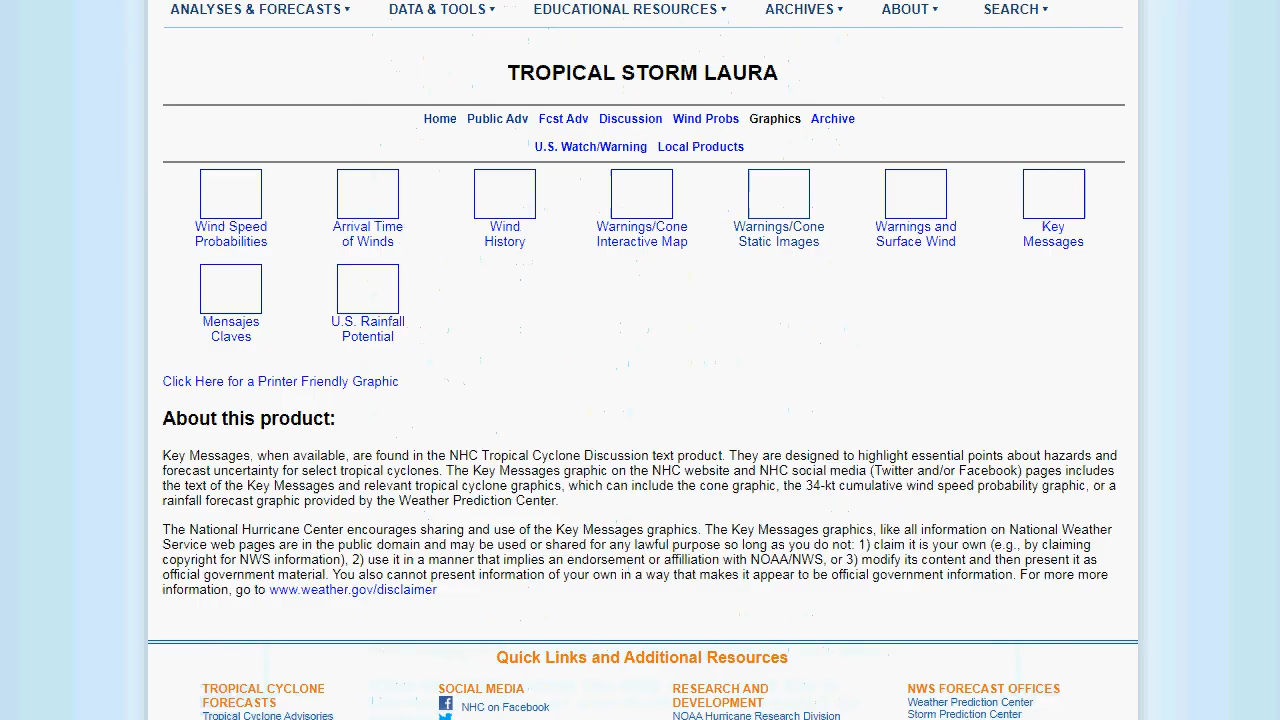 ANALYSES & FORECASTS ▾ DATA & TOOLS ▾ EDUCATIONAL RESOURCES ▾ ARCHIVES ▾ ABOUT ▾ SEARCH ▾
TROPICAL STORM LAURA
Home Public Adv Fcst Adv Discussion Wind Probs Graphics Archive
U.S. Watch/Warning Local Products
Wind Speed Probabilities
Arrival Time of Winds
Wind History
Warnings/Cone Interactive Map
Warnings/Cone Static Images
Warnings and Surface Wind
Key Messages
Mensajes Claves
U.S. Rainfall Potential
Click Here for a Printer Friendly Graphic
About this product:
Key Messages, when available, are found in the NHC Tropical Cyclone Discussion text product. They are designed to highlight essential points about hazards and
forecast uncertainty for select tropical cyclones. The Key Messages graphic on the NHC website and NHC social media (Twitter and/or Facebook) pages includes
the text of the Key Messages and relevant tropical cyclone graphics, which can include the cone graphic, the 34-kt cumulative wind speed probability graphic, or a
rainfall forecast graphic provided by the Weather Prediction Center.
The National Hurricane Center encourages sharing and use of the Key Messages graphics. The Key Messages graphics, like all information on National Weather
Service web pages are in the public domain and may be used or shared for any lawful purpose so long as you do not: 1) claim it is your own (e.g., by claiming
copyright for NWS information), 2) use it in a manner that implies an endorsement or affiliation with NOAA/NWS, or 3) modify its content and then present it as
official government material. You also cannot present information of your own in a way that makes it appear to be official government information. For more more
information, go to www.weather.gov/disclaimer
Quick Links and Additional Resources
TROPICAL CYCLONE
FORECASTS
Tropical Cyclone Advisories
SOCIAL MEDIA
NHC on Facebook
RESEARCH AND
DEVELOPMENT
NOAA Hurricane Research Division
NWS FORECAST OFFICES
Weather Prediction Center
Storm Prediction Center